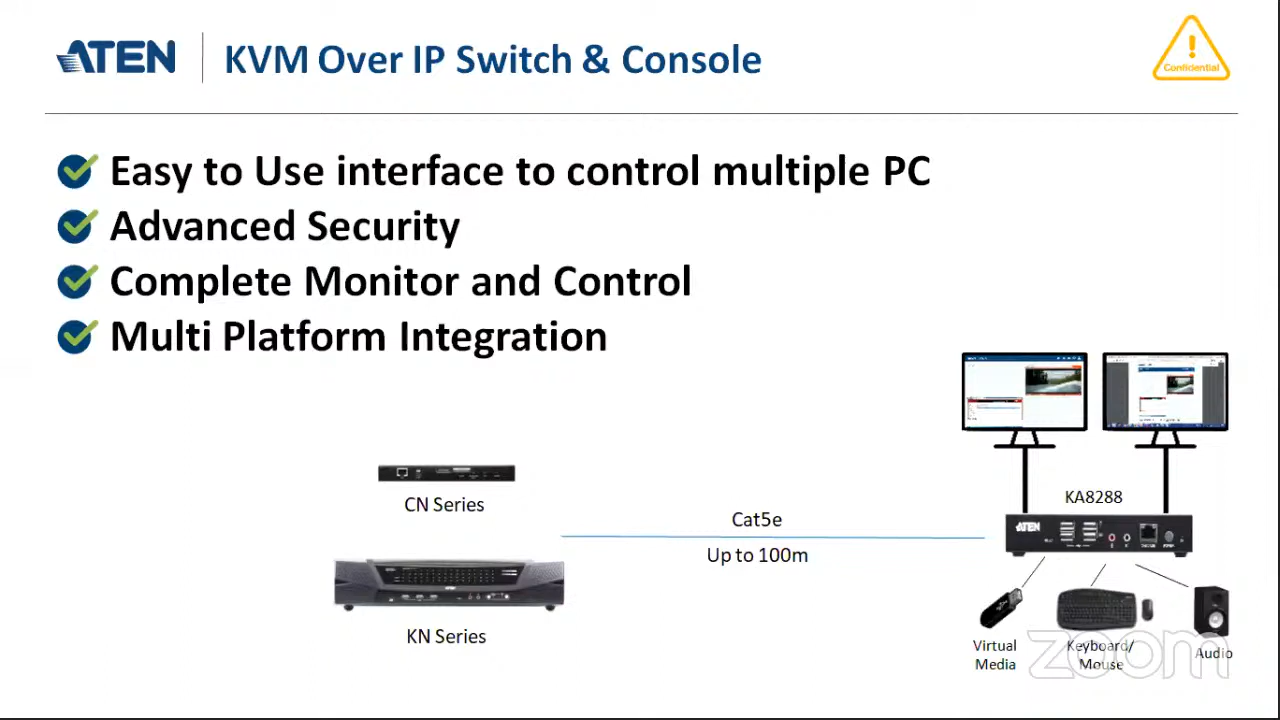 ATEN
KVM Over IP Switch & Console
Confidential
Easy to Use interface to control multiple PC
Advanced Security
Complete Monitor and Control
Multi Platform Integration
CN Series
KN Series
Cat5e
Up to 100m
KA8288
ATEN
Virtual
Media
Keyboard/
Mouse
Audio
zoom